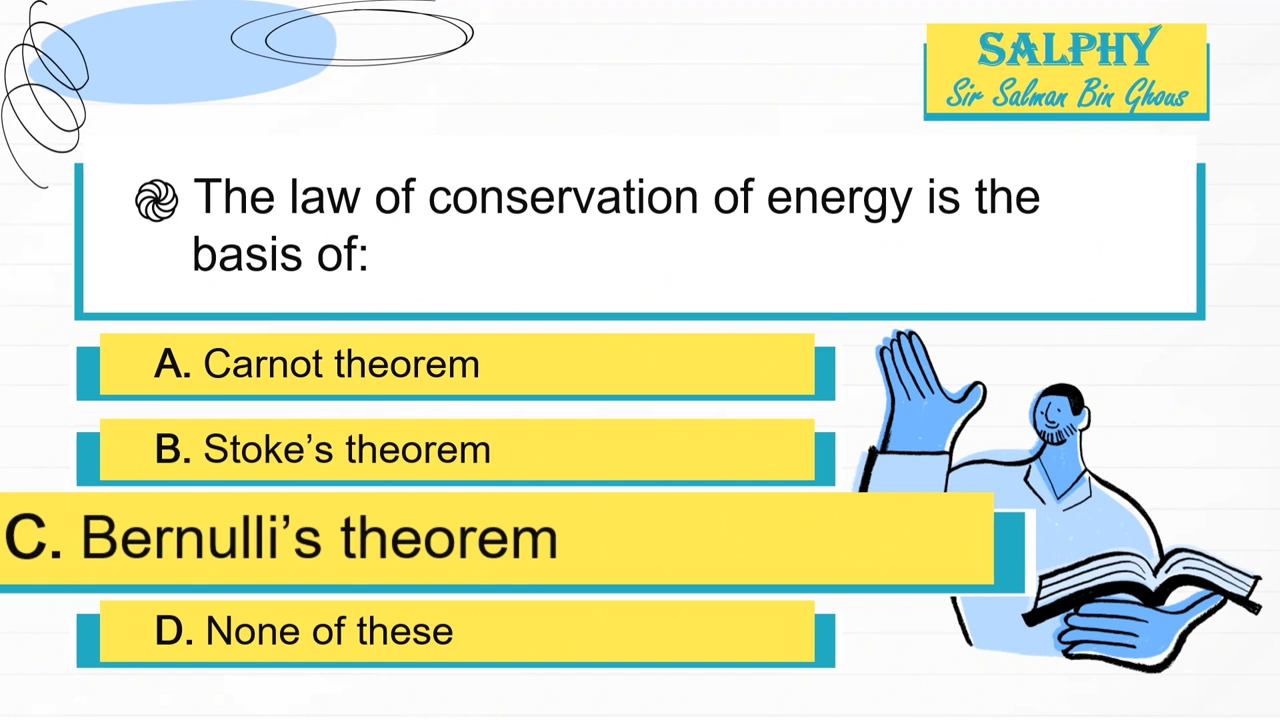 SALPHY
Sir Salman Bin Ghous
The law of conservation of energy is the
basis of:
A. Carnot theorem
B. Stoke’s theorem
C. Bernulli’s theorem
D. None of these